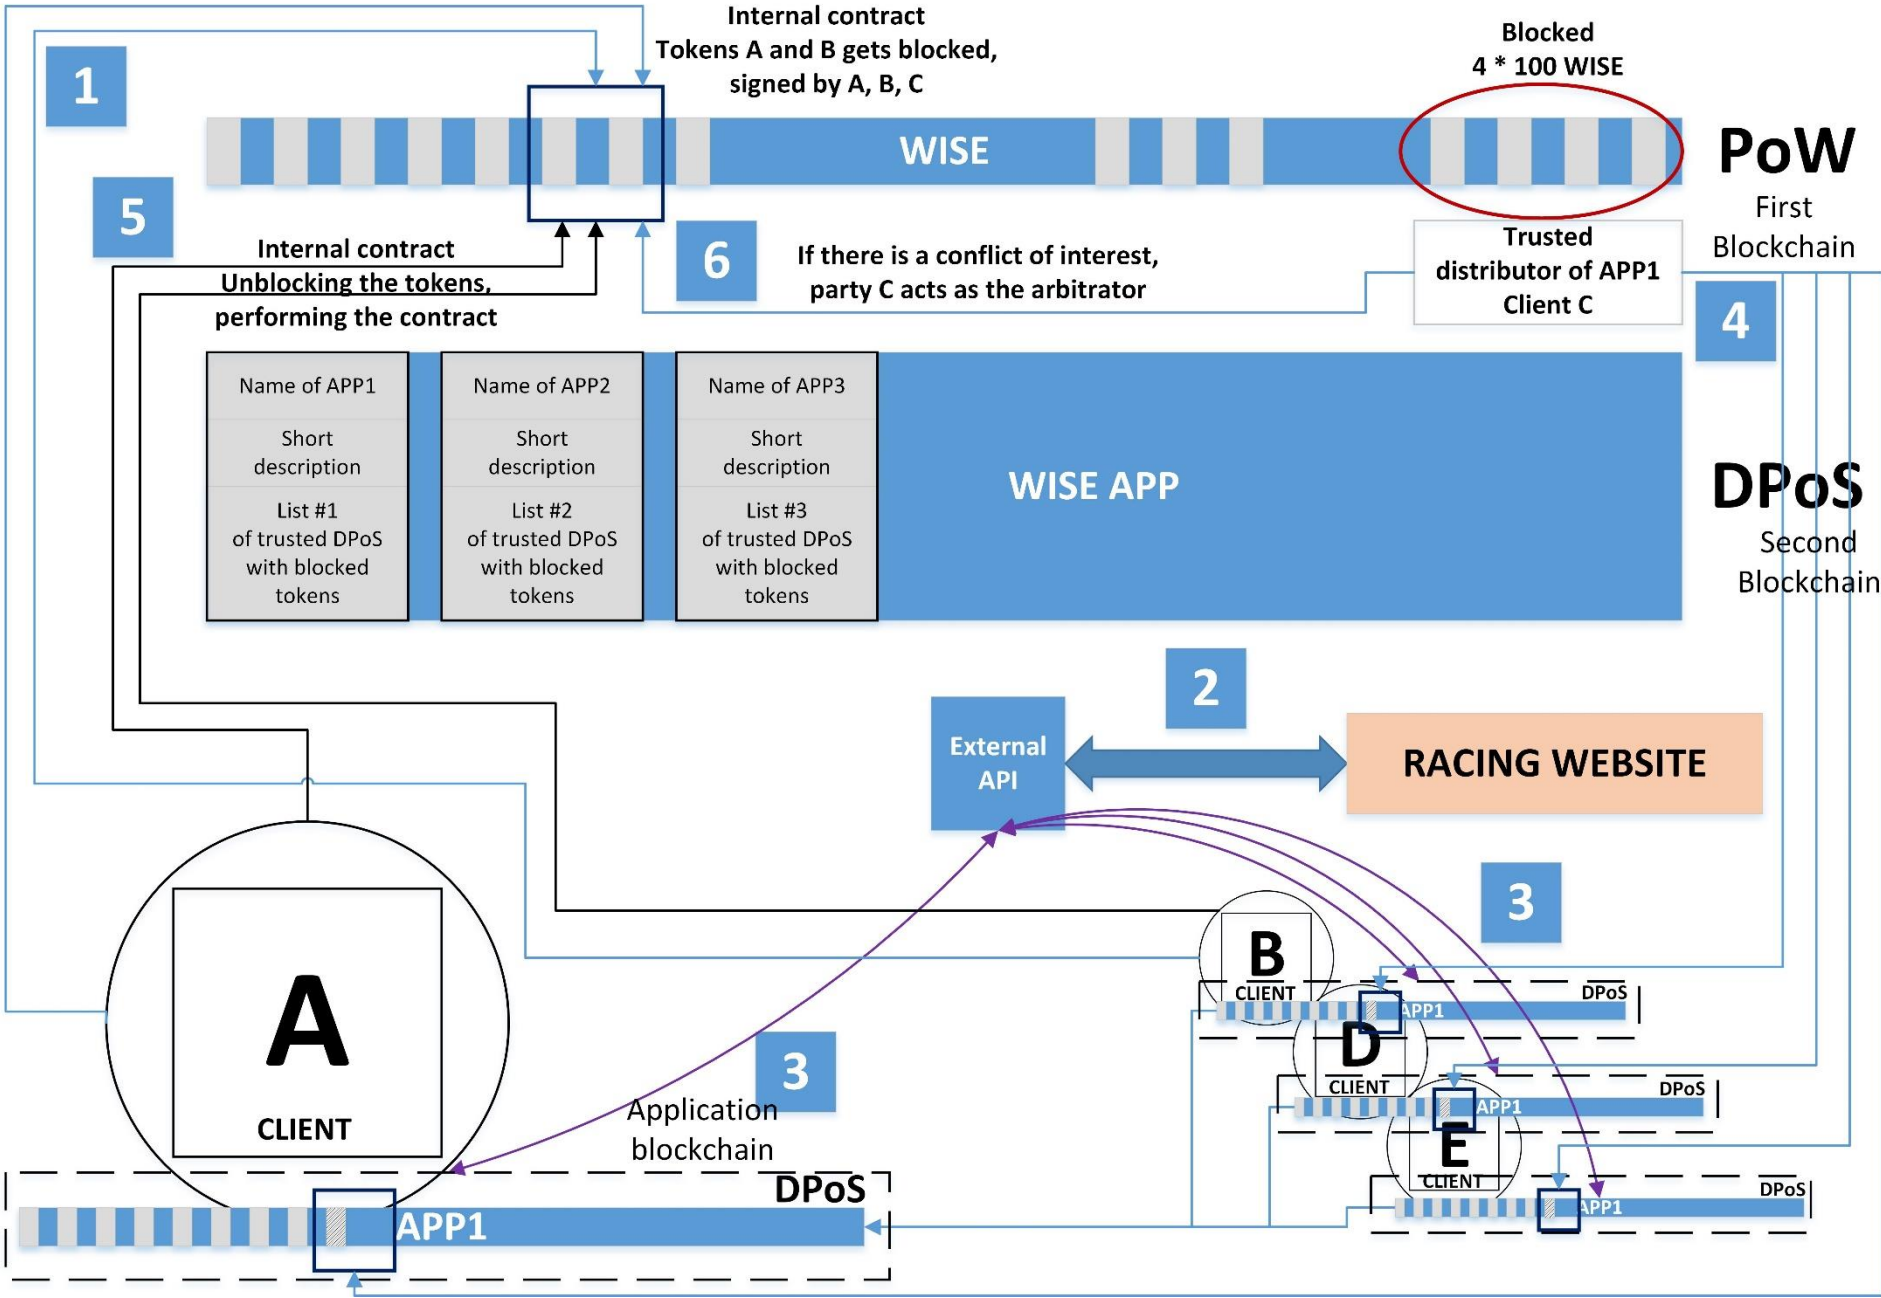 1
Internal contract
Tokens A and B gets blocked,
signed by A, B, C
Blocked
4 * 100 WISE
WISE
PoW
First
Blockchain
5
Internal contract
Unblocking the tokens,
performing the contract
6
If there is a conflict of interest,
party C acts as the arbitrator
Trusted
distributor of APP1
Client C
4
Name of APP1
Short
description
List #1
of trusted DPoS
with blocked
tokens
Name of APP2
Short
description
List #2
of trusted DPoS
with blocked
tokens
Name of APP3
Short
description
List #3
of trusted DPoS
with blocked
tokens
WISE APP
DPoS
Second
Blockchain
2
External
API
RACING WEBSITE
3
A
CLIENT
B
CLIENT
DPoS
APP1
D
CLIENT
DPoS
APP1
E
CLIENT
DPoS
APP1
3
Application
blockchain
DPoS
APP1